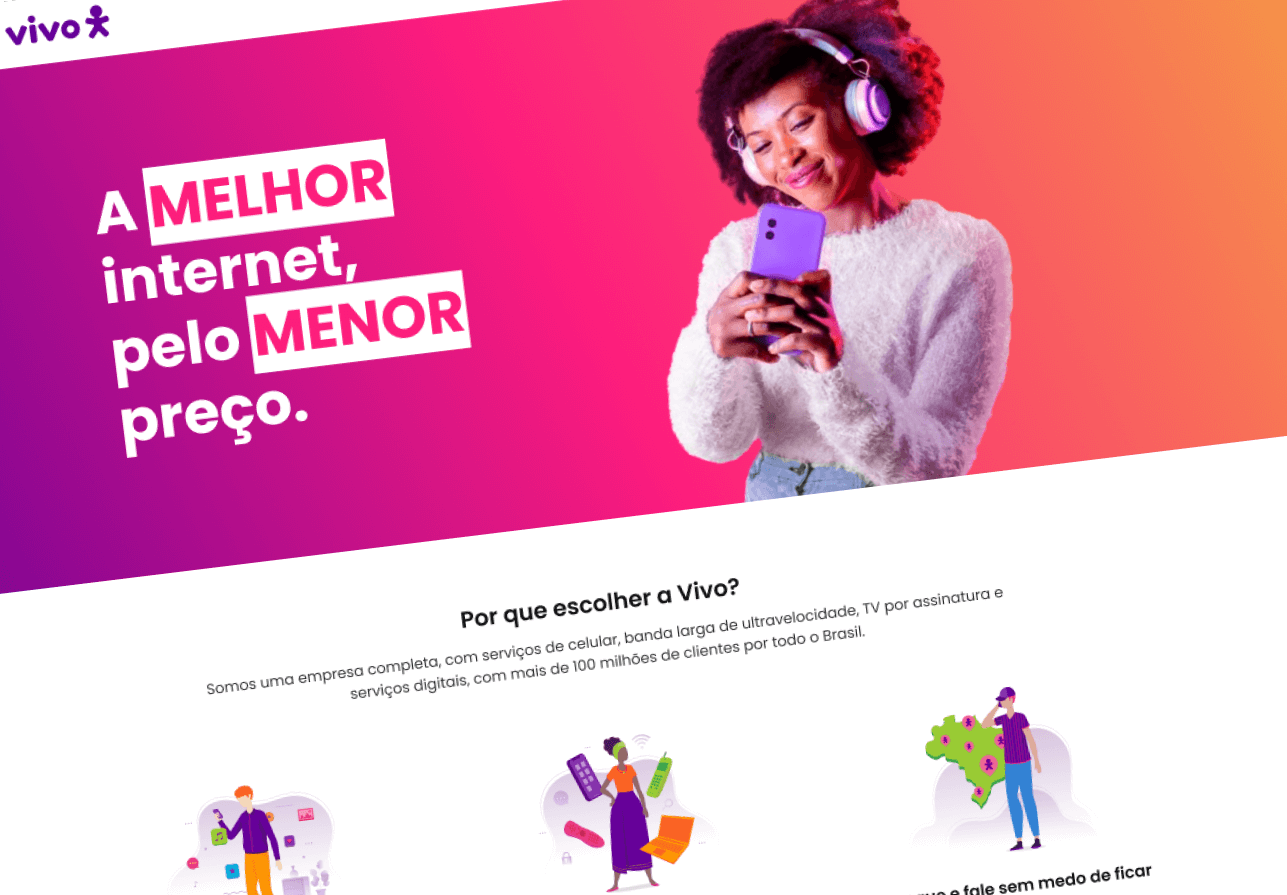 vivo
A MELHOR
internet,
pelo MENOR
preço.
Por que escolher a Vivo?
Somos uma empresa completa, com serviços de celular, banda larga de ultravelocidade, TV por assinatura e
serviços digitais, com mais de 100 milhões de clientes por todo o Brasil.
e fale sem medo de ficar